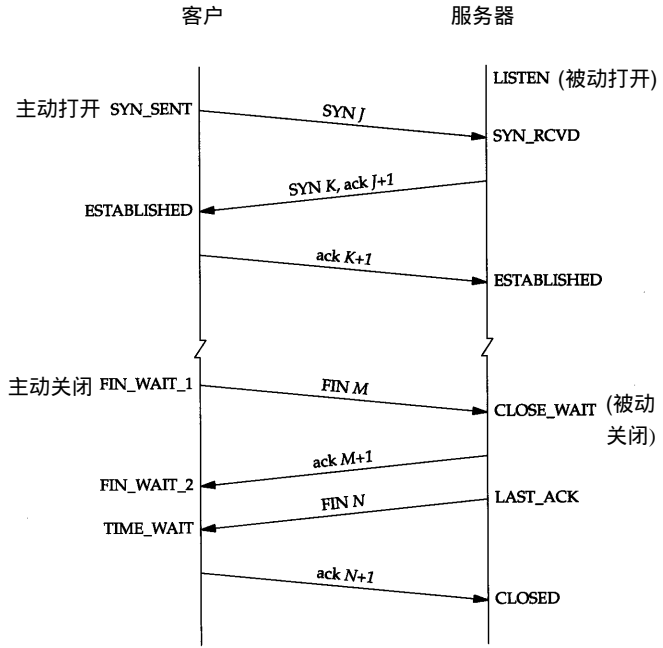 客户 服务器
LISTEN (被动打开)
主动打开 SYN_SENT SYN J
SYN_RCVD
SYN K, ack J+1
ESTABLISHED
ack K+1
ESTABLISHED
主动关闭 FIN_WAIT_1 FIN M
CLOSE_WAIT (被动
关闭)
ack M+1
FIN_WAIT_2
FIN N LAST_ACK
TIME_WAIT
ack N+1
CLOSED